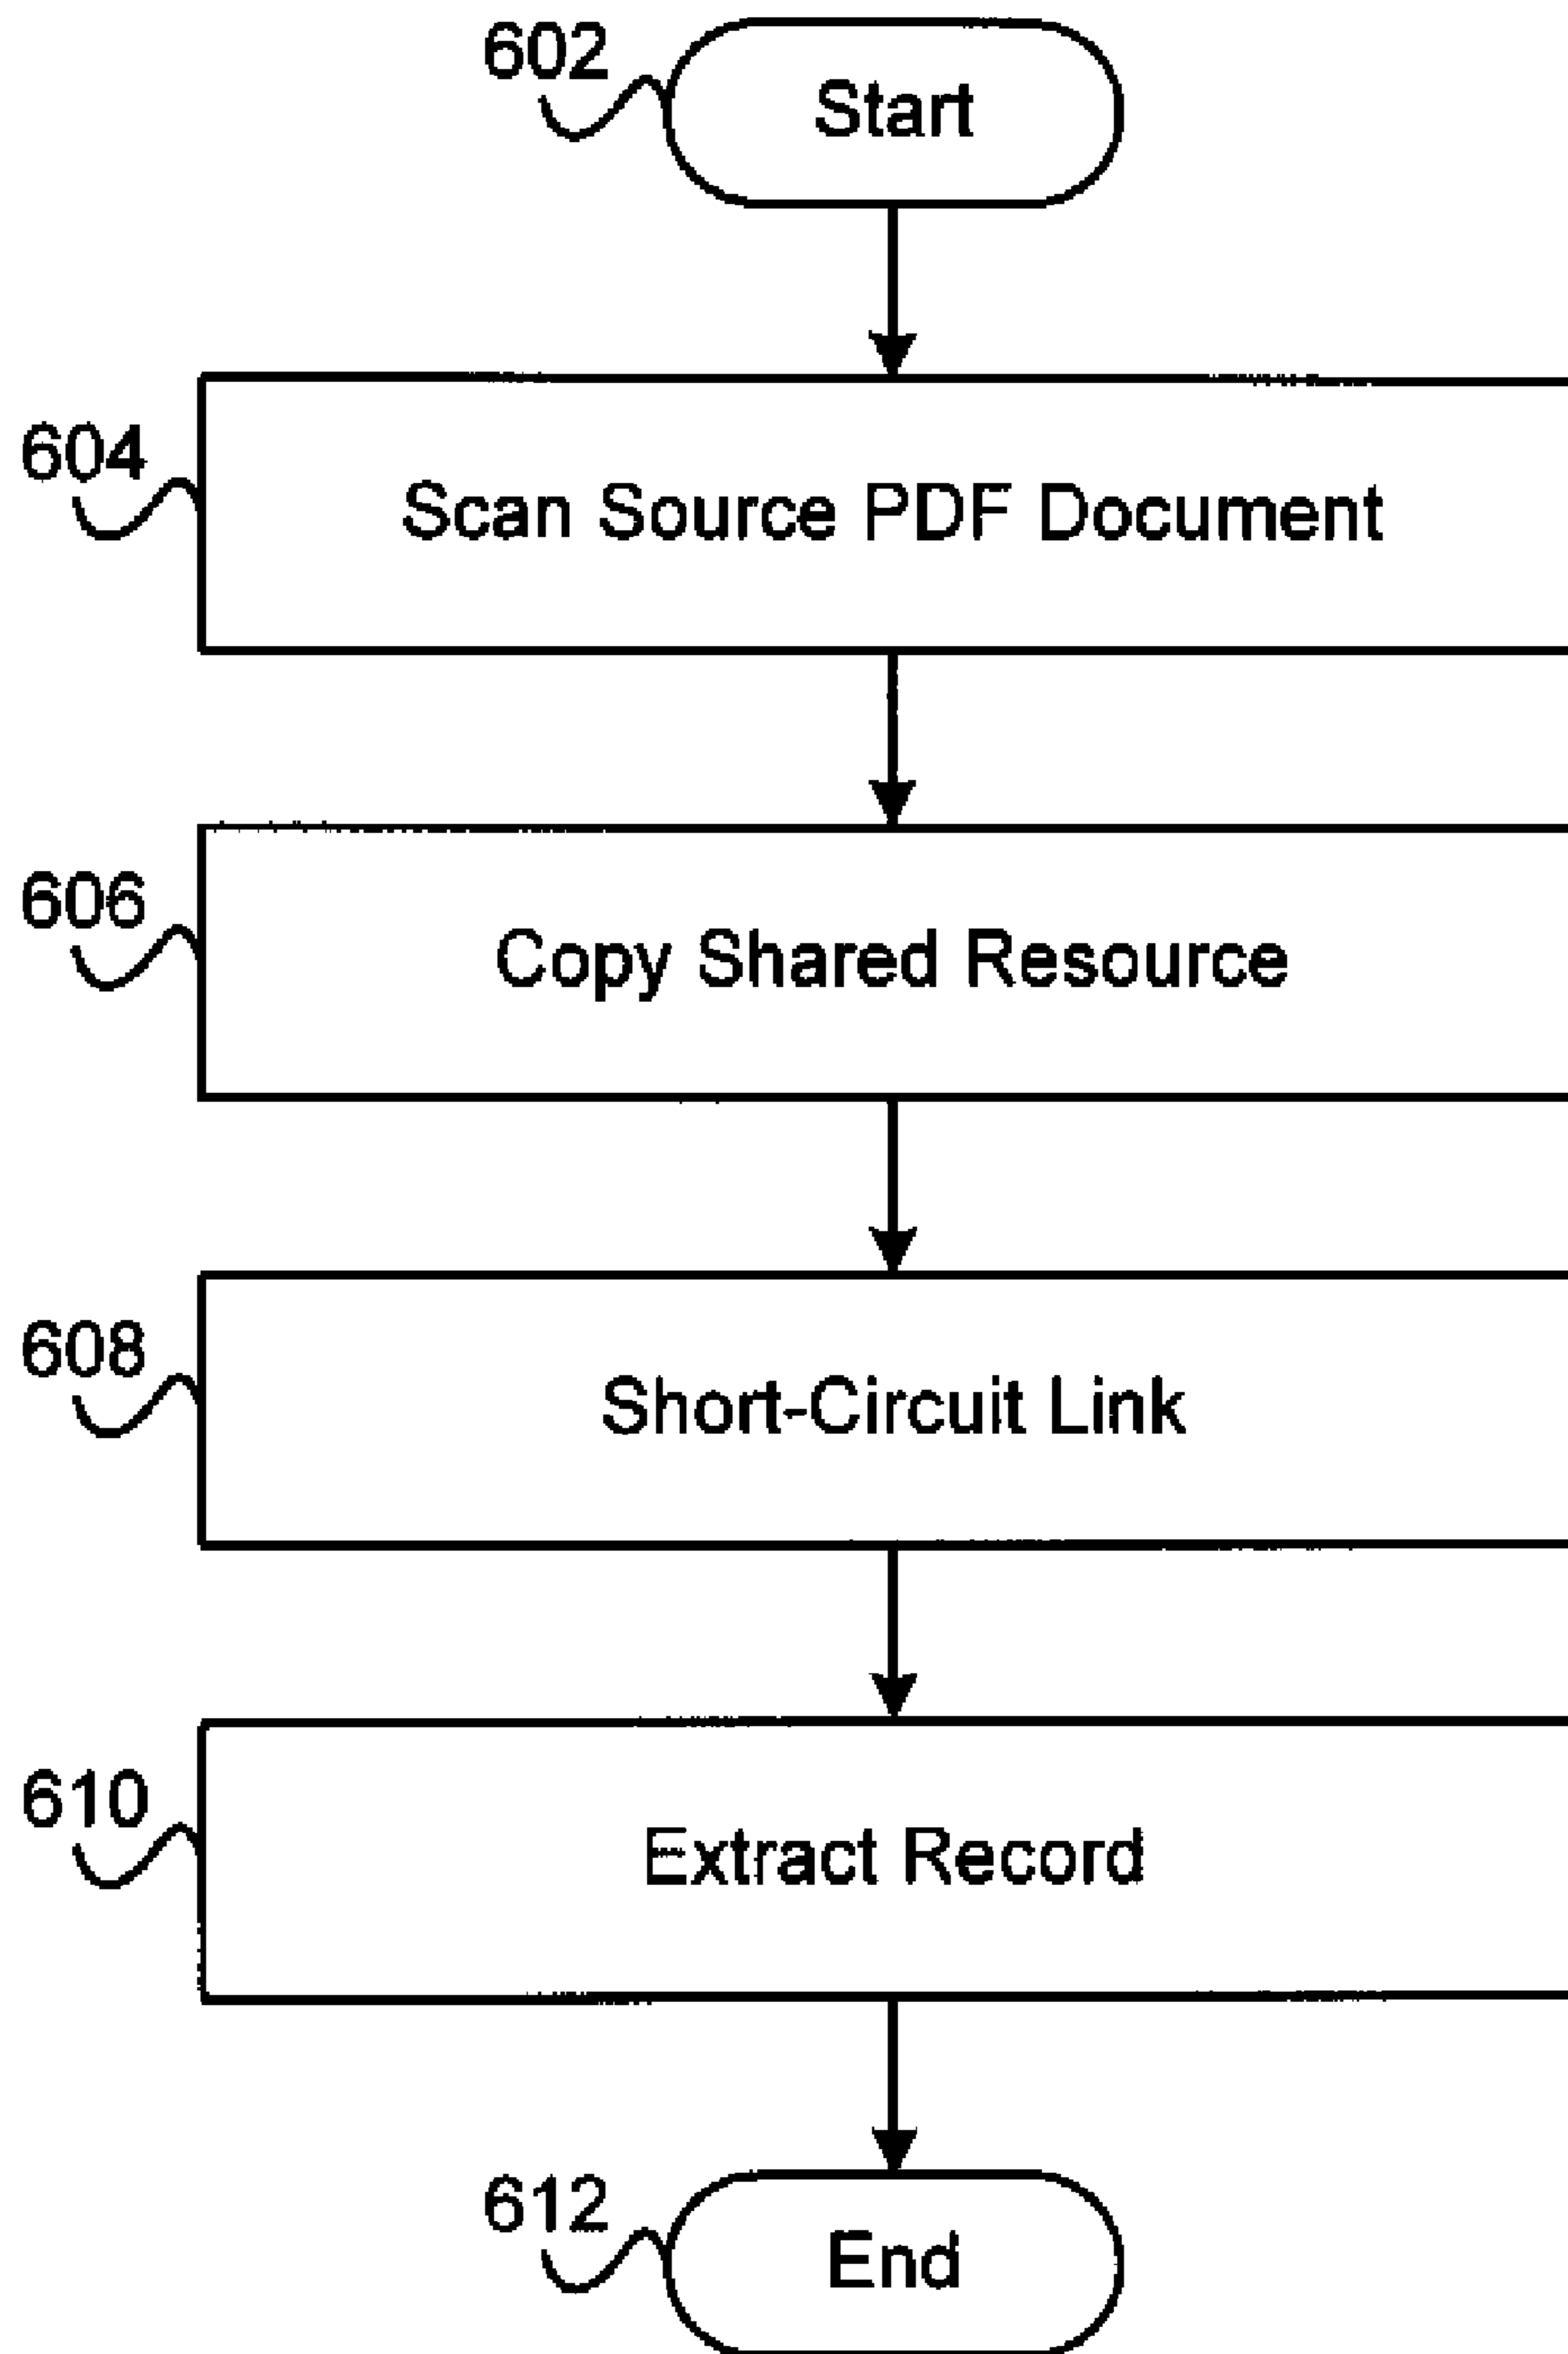 602
Start
604
Scan Source PDF Document
606
Copy Shared Resource
608
Short-Circuit Link
610
Extract Record
612
End